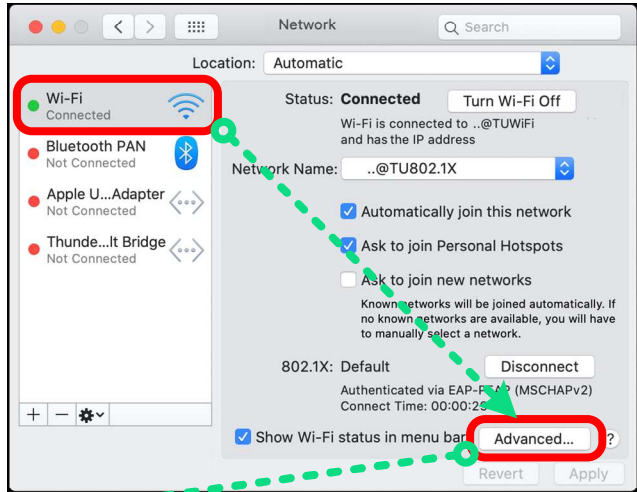 Network
Search
Location: Automatic
Wi-Fi
Connected
Bluetooth PAN
Not Connected
Apple U...Adapter
Not Connected
Thunde...lt Bridge
Not Connected
Status: Connected
Turn Wi-Fi Off
Wi-Fi is connected to ..@TUWiFi
and has the IP address
Network Name: ..@TU802.1X
Automatically join this network
Ask to join Personal Hotspots
Ask to join new networks
Known networks will be joined automatically. If
no known networks are available, you will have
to manually select a network.
802.1X: Default
Disconnect
Authenticated via EAP-PEAP (MSCHAPv2)
Connect Time:
Show Wi-Fi status in menu bar
Advanced...
?
Revert
Apply